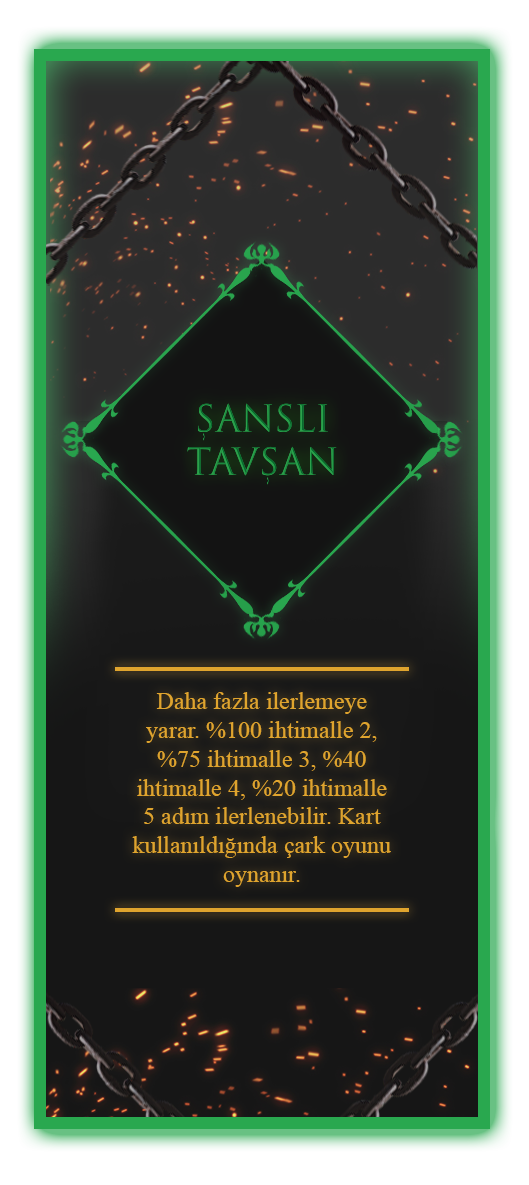 ŞANSLI
TAVŞAN
Daha fazla ilerlemeye
yarar. %100 ihtimalle 2,
%75 ihtimalle 3, %40
ihtimalle 4, %20 ihtimalle
5 adım ilerlenebilir. Kart
kullanıldığında çark oyunu
oynanır.